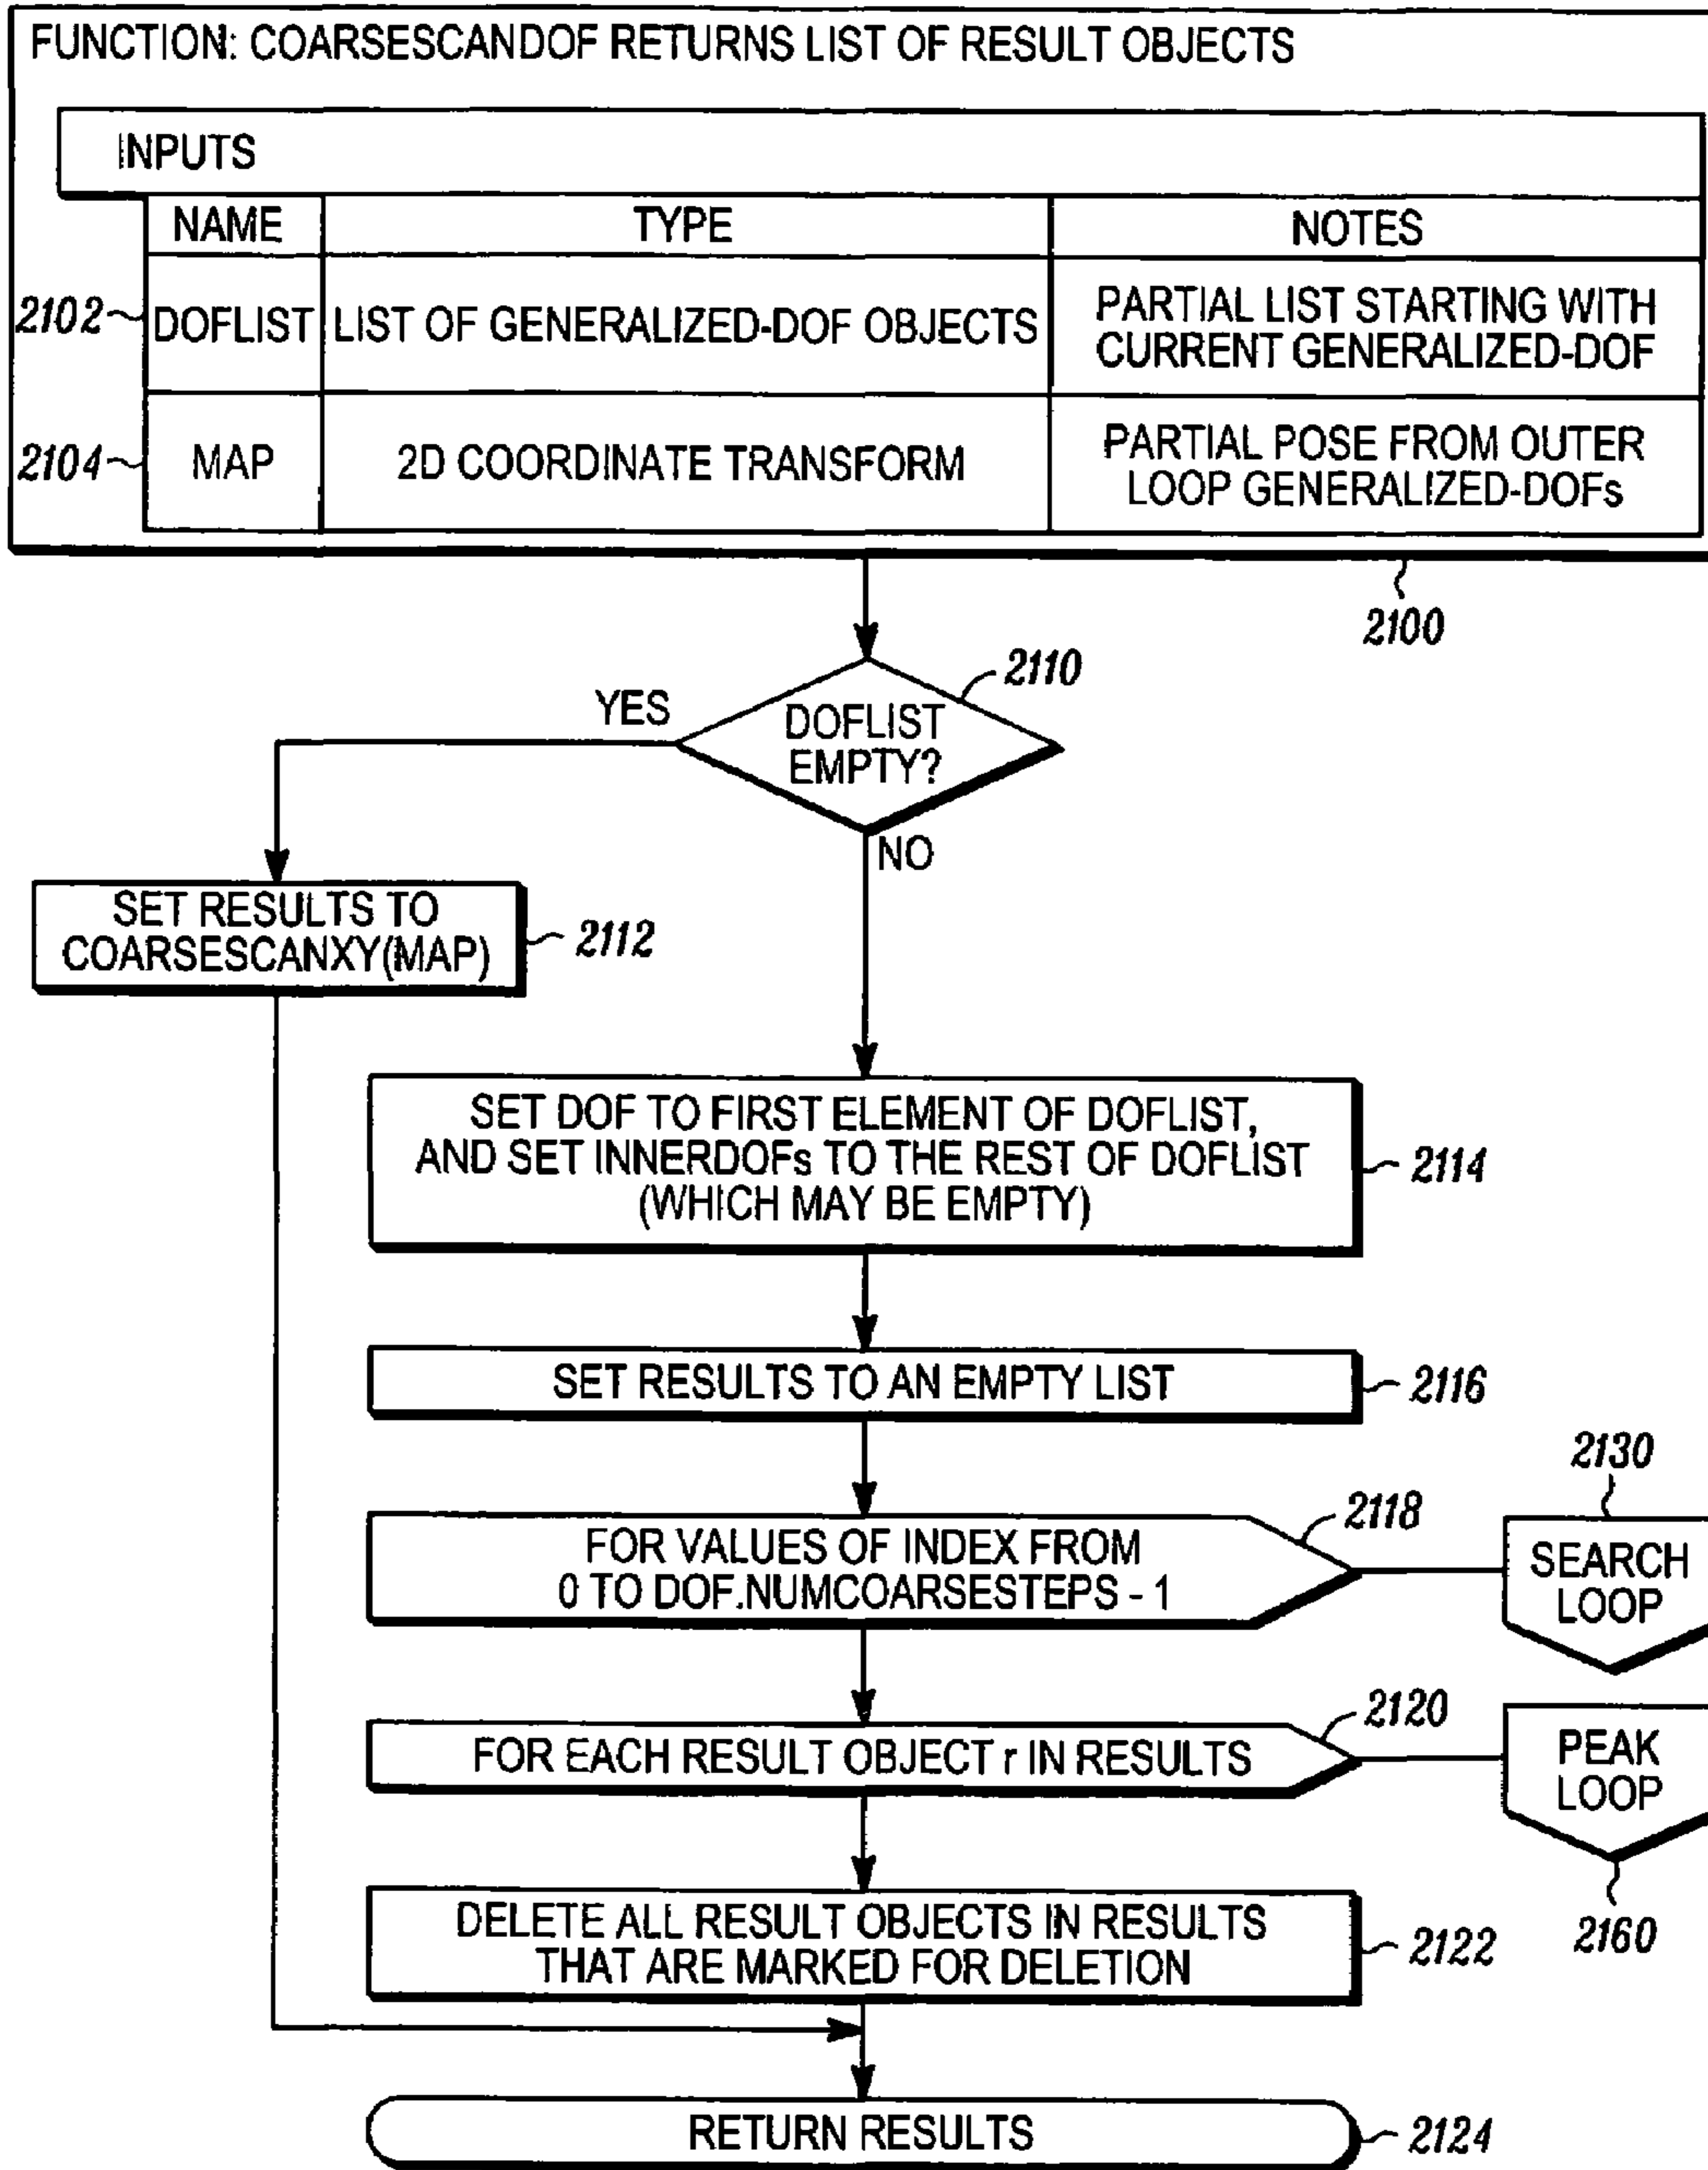 FUNCTION: COARSESCANDOF RETURNS LIST OF RESULT OBJECTS
INPUTS
NAME TYPE NOTES
2102 DOFLIST LIST OF GENERALIZED-DOF OBJECTS PARTIAL LIST STARTING WITH
CURRENT GENERALIZED-DOF
2104 MAP 2D COORDINATE TRANSFORM PARTIAL POSE FROM OUTER
LOOP GENERALIZED-DOFs
2100
2110
YES
DOFLIST
EMPTY?
NO
SET RESULTS TO
COARSESCANXY(MAP)
2112
SET DOF TO FIRST ELEMENT OF DOFLIST,
AND SET INNERDOFs TO THE REST OF DOFLIST
(WHICH MAY BE EMPTY)
2114
SET RESULTS TO AN EMPTY LIST
2116
FOR VALUES OF INDEX FROM
0 TO DOF.NUMCOARSESTEPS - 1
2118
2130
SEARCH
LOOP
FOR EACH RESULT OBJECT r IN RESULTS
2120
PEAK
LOOP
2160
DELETE ALL RESULT OBJECTS IN RESULTS
THAT ARE MARKED FOR DELETION
2122
RETURN RESULTS
2124